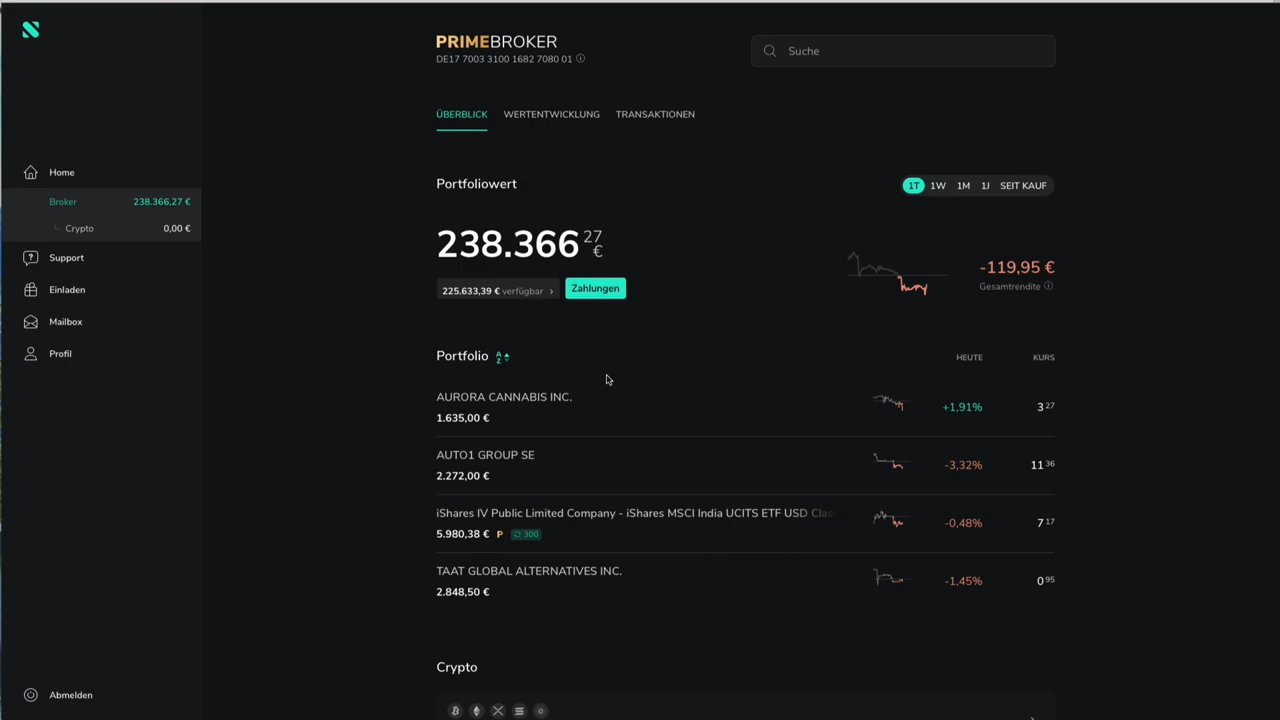 PRIMEBROKER
DE17 7003 3100 1682 7080 01
Suche
ÜBERBLICK WERTENTWICKLUNG TRANSAKTIONEN
Home
Broker 238.366,27 €
Crypto 0,00 €
Support
Einladen
Mailbox
Profil
Abmelden
Portfoliowert
1T 1W 1M 1J SEIT KAUF
238.366 27 €
-119,95 €
Gesamtrendite
225.633,39 € verfügbar
Zahlungen
Portfolio A Z
HEUTE KURS
AURORA CANNABIS INC.
1.635,00 €
+1,91% 3 27
AUTO1 GROUP SE
2.272,00 €
-3,32% 11 36
iShares IV Public Limited Company - iShares MSCI India UCITS ETF USD Clas
5.980,38 € P 300
-0,48% 7 17
TAAT GLOBAL ALTERNATIVES INC.
2.848,50 €
-1,45% 0 95
Crypto